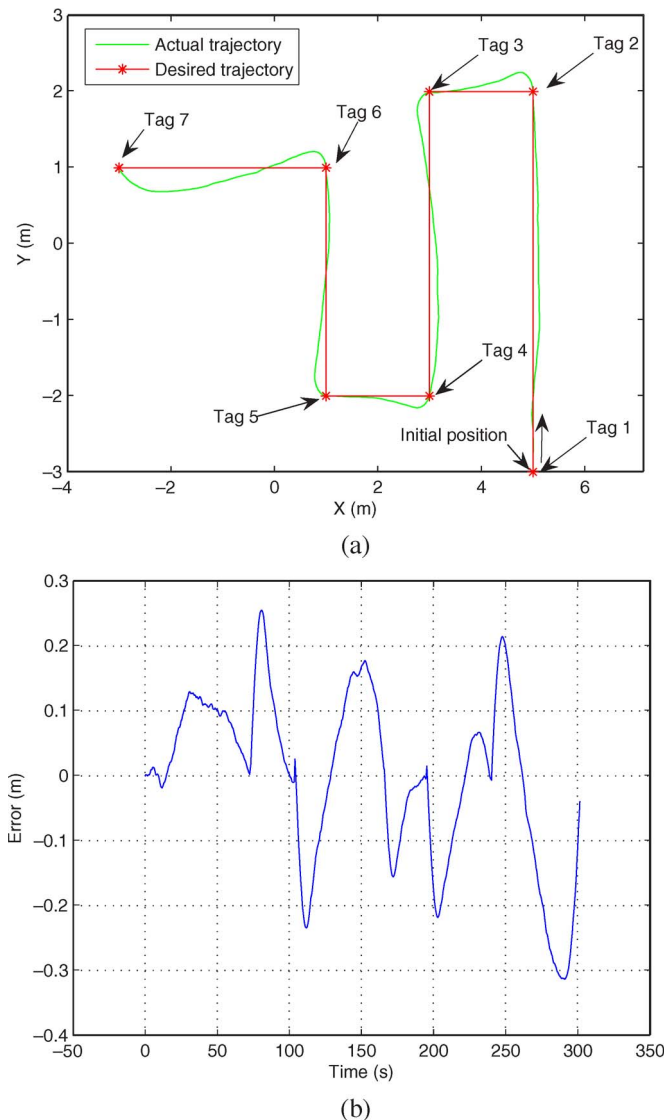 3
Actual trajectory
Desired trajectory
Tag 3
Tag 2
2
Tag 7
Tag 6
1
Y (m)
0
–1
Tag 4
–2
Tag 5
Initial position
Tag 1
–3
–4
–2
0
2
4
6
X (m)
(a)
0.3
0.2
0.1
0
Error (m)
–0.1
–0.2
–0.3
–0.4
–50
0
50
100
150
200
250
300
350
Time (s)
(b)